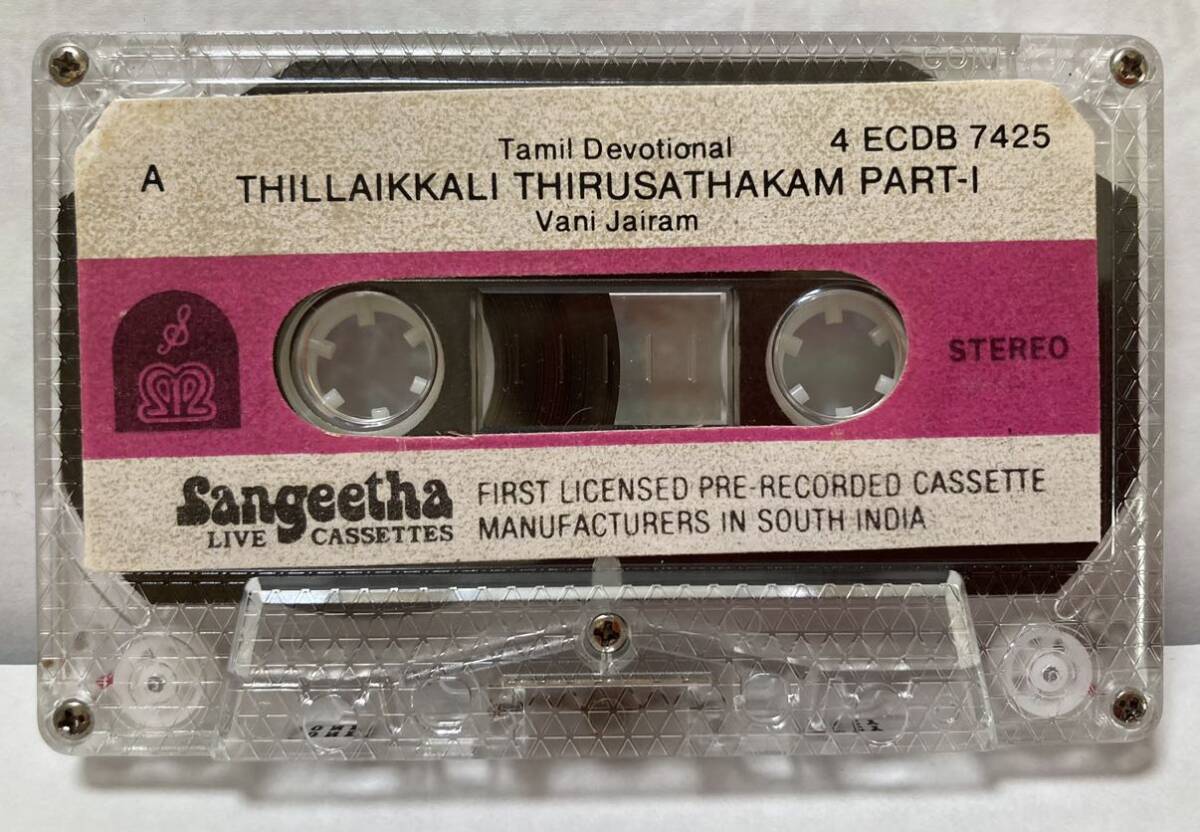 Tamil Devotional 4 ECDB 7425
A THILLAIKKALI THIRUSATHAKAM PART-I
Vani Jairam
STEREO
Sangeetha
LIVE CASSETTES
FIRST LICENSED PRE-RECORDED CASSETTE
MANUFACTURERS IN SOUTH INDIA